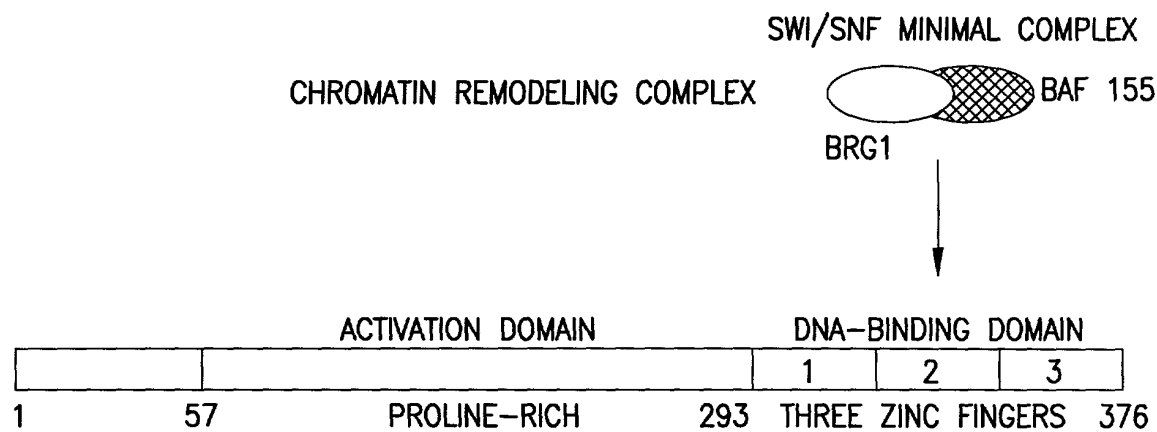 SWI/SNF MINIMAL COMPLEX
CHROMATIN REMODELING COMPLEX
BAF 155
BRG1
ACTIVATION DOMAIN
DNA-BINDING DOMAIN
1 2 3
1 57 PROLINE-RICH 293 THREE ZINC FINGERS 376